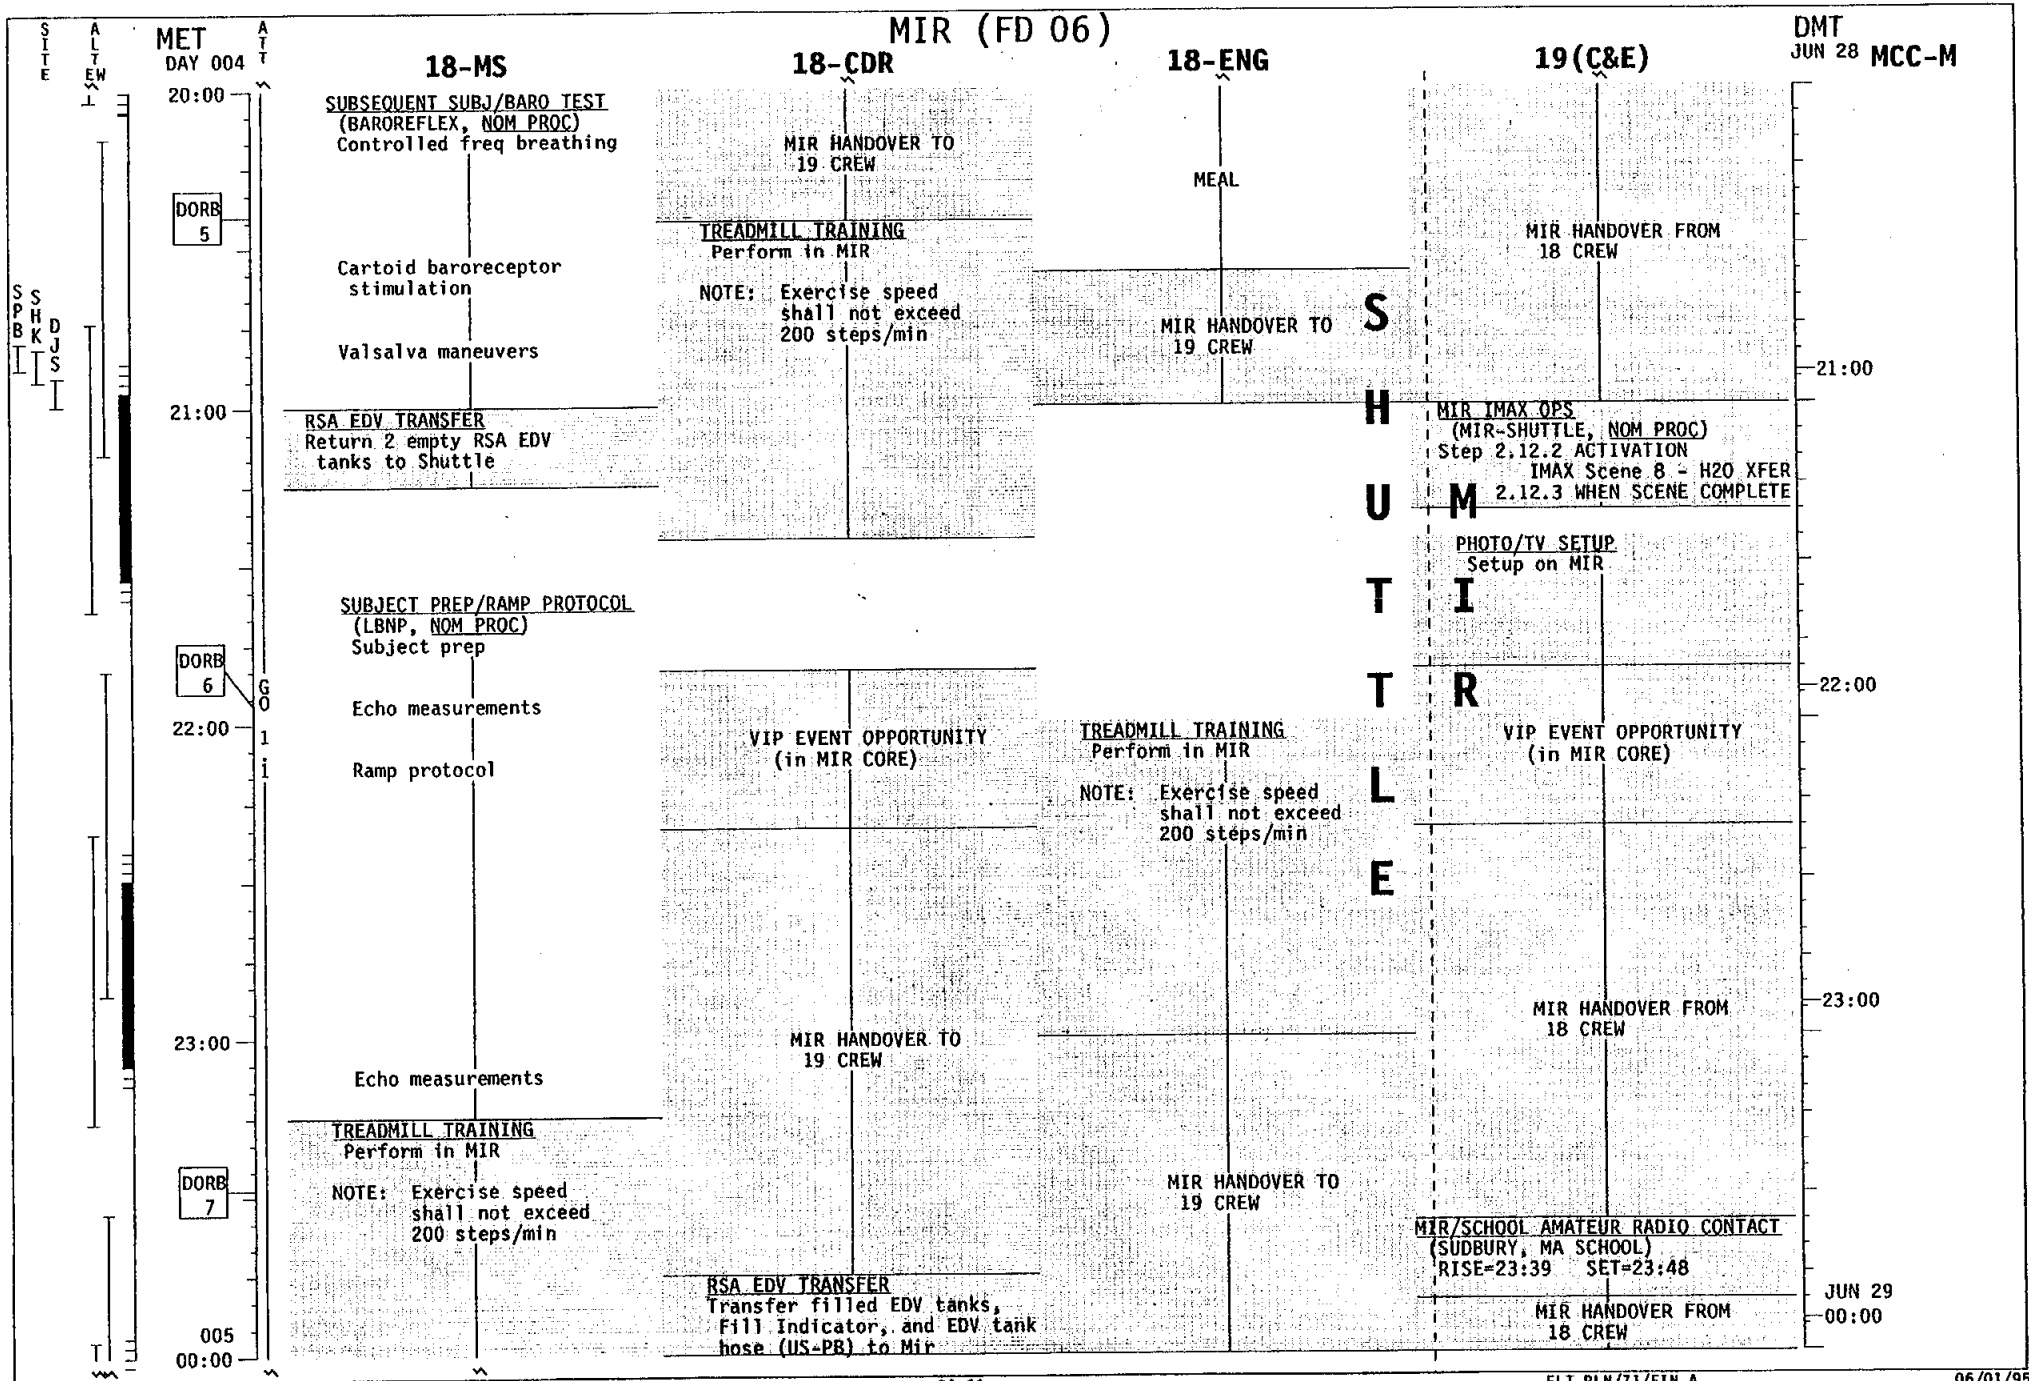 MIR (FD 06)
SITE
ALT EW
MET
DAY 004
ATT
18-MS
18-CDR
18-ENG
19(C&E)
DMT
JUN 28
MCC-M
20:00
DORB
5
SPB
SHK
DJS
21:00
DORB
6
22:00
23:00
DORB
7
005
00:00
GO 1.1
SUBSEQUENT SUBJ/BARO TEST
(BAROREFLEX, NOM PROC)
Controlled freq breathing
Cartoid baroreceptor
stimulation
Valsalva maneuvers
RSA EDV TRANSFER
Return 2 empty RSA EDV
tanks to Shuttle
SUBJECT PREP/RAMP PROTOCOL
(LBNP, NOM PROC)
Subject prep
Echo measurements
Ramp protocol
Echo measurements
TREADMILL TRAINING
Perform in MIR
NOTE: Exercise speed
shall not exceed
200 steps/min
MIR HANDOVER TO
19 CREW
TREADMILL TRAINING
Perform in MIR
NOTE: Exercise speed
shall not exceed
200 steps/min
VIP EVENT OPPORTUNITY
(in MIR CORE)
MIR HANDOVER TO
19 CREW
RSA EDV TRANSFER
Transfer filled EDV tanks,
Fill Indicator, and EDV tank
hose (US-PB) to Mir
MEAL
MIR HANDOVER TO
19 CREW
TREADMILL TRAINING
Perform in MIR
NOTE: Exercise speed
shall not exceed
200 steps/min
MIR HANDOVER TO
19 CREW
SHUTTLE
MIR
MIR HANDOVER FROM
18 CREW
MIR IMAX OPS
(MIR-SHUTTLE, NOM PROC)
Step 2.12.2 ACTIVATION
IMAX Scene 8 - H2O XFER
2.12.3 WHEN SCENE COMPLETE
PHOTO/TV SETUP
Setup on MIR
VIP EVENT OPPORTUNITY
(in MIR CORE)
MIR HANDOVER FROM
18 CREW
MIR/SCHOOL AMATEUR RADIO CONTACT
(SUDBURY, MA SCHOOL)
RISE=23:39 SET=23:48
MIR HANDOVER FROM
18 CREW
21:00
22:00
23:00
JUN 29
00:00
FLT PLN/71/FIN A
06/01/95